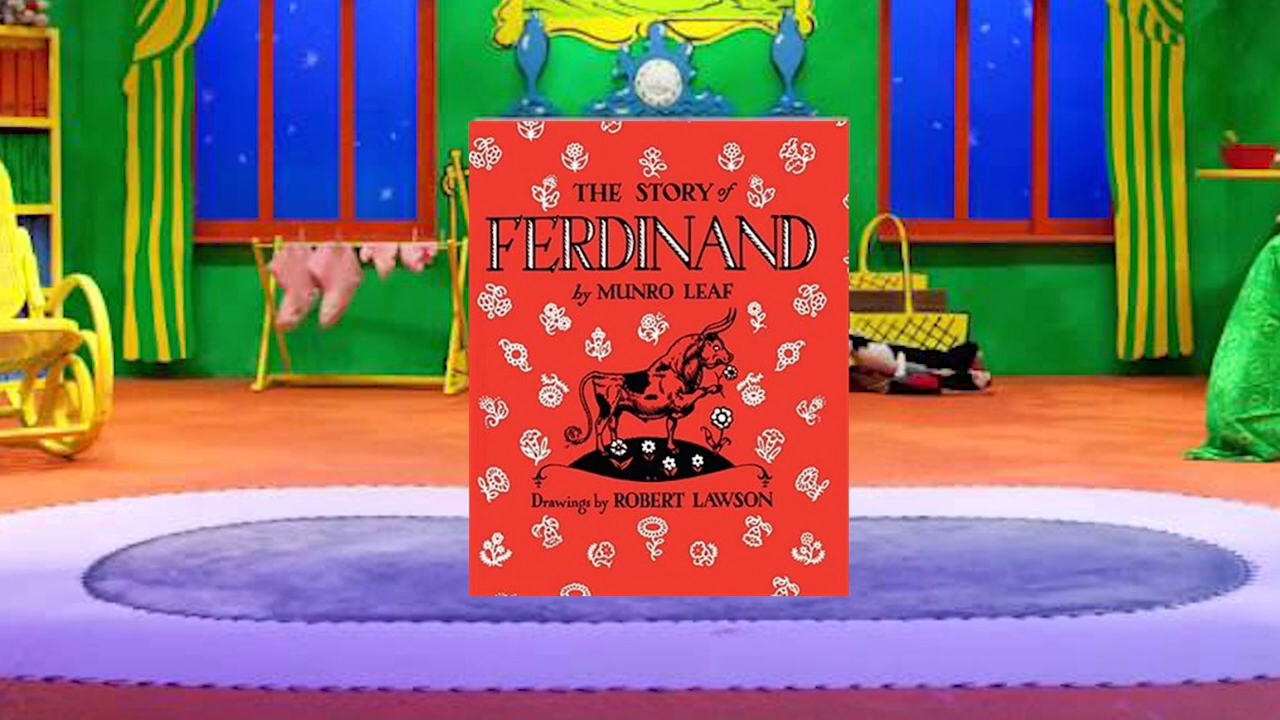 THE STORY of
FERDINAND
by MUNRO LEAF
Drawings by ROBERT LAWSON